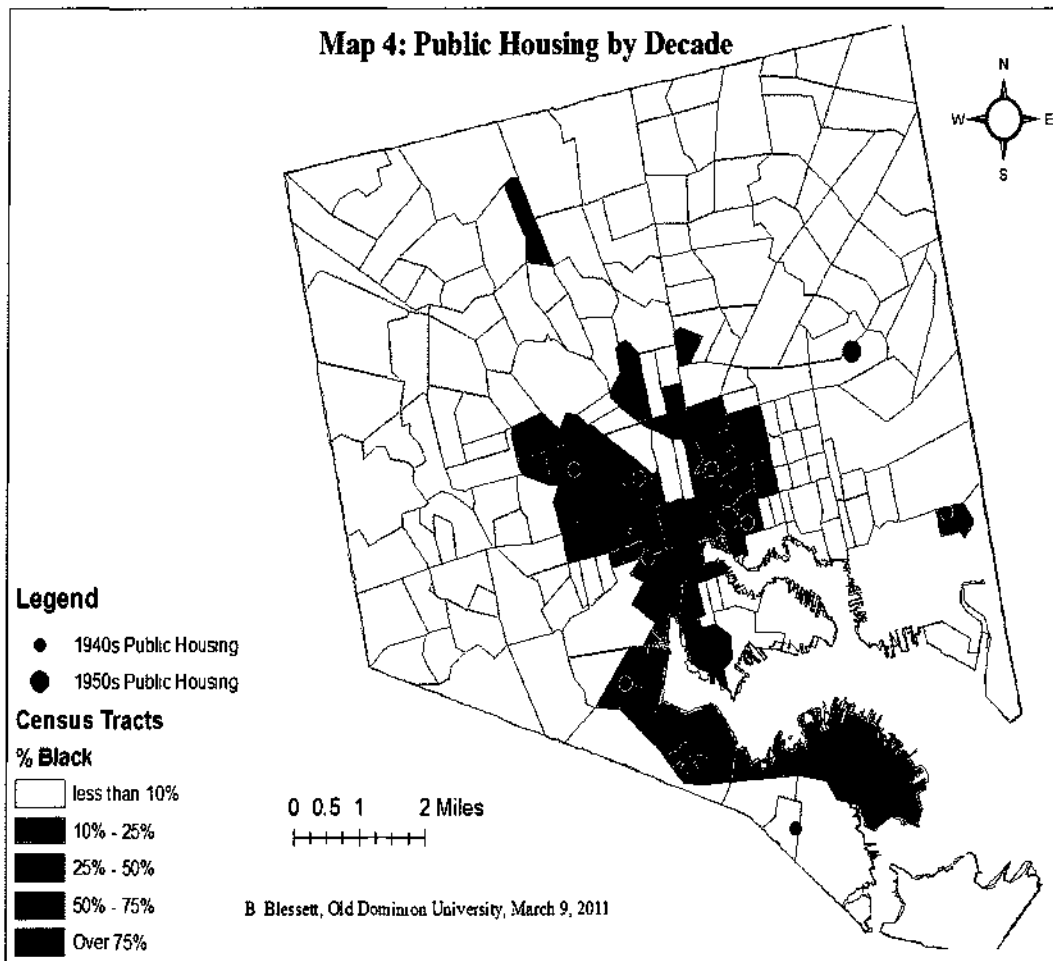 Map 4: Public Housing by Decade
N
W E
S
Legend
1940s Public Housing
1950s Public Housing
Census Tracts
% Black
less than 10%
10% - 25%
25% - 50%
50% - 75%
Over 75%
0 0.5 1 2 Miles
B Blessett, Old Dominion University, March 9, 2011